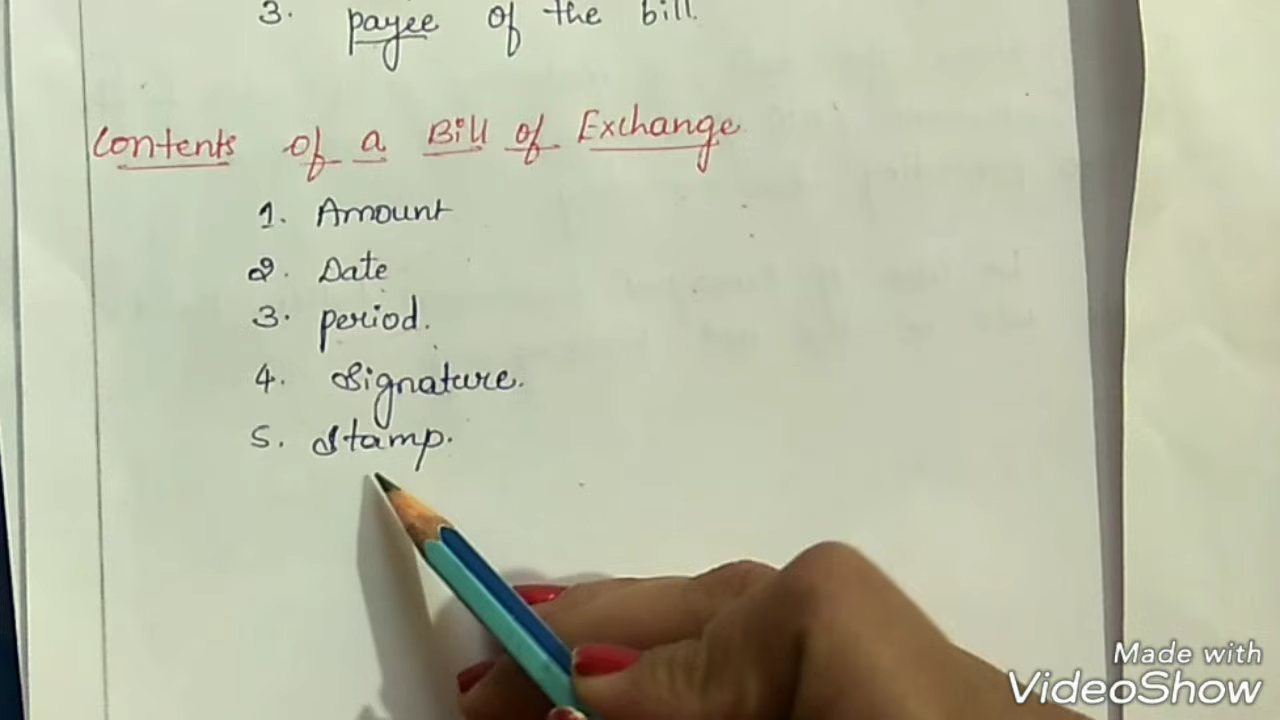 3. payee of the bill.
Contents of a Bill of Exchange
1. Amount
2. Date
3. period.
4. Signature.
5. Stamp.
Made with
VideoShow